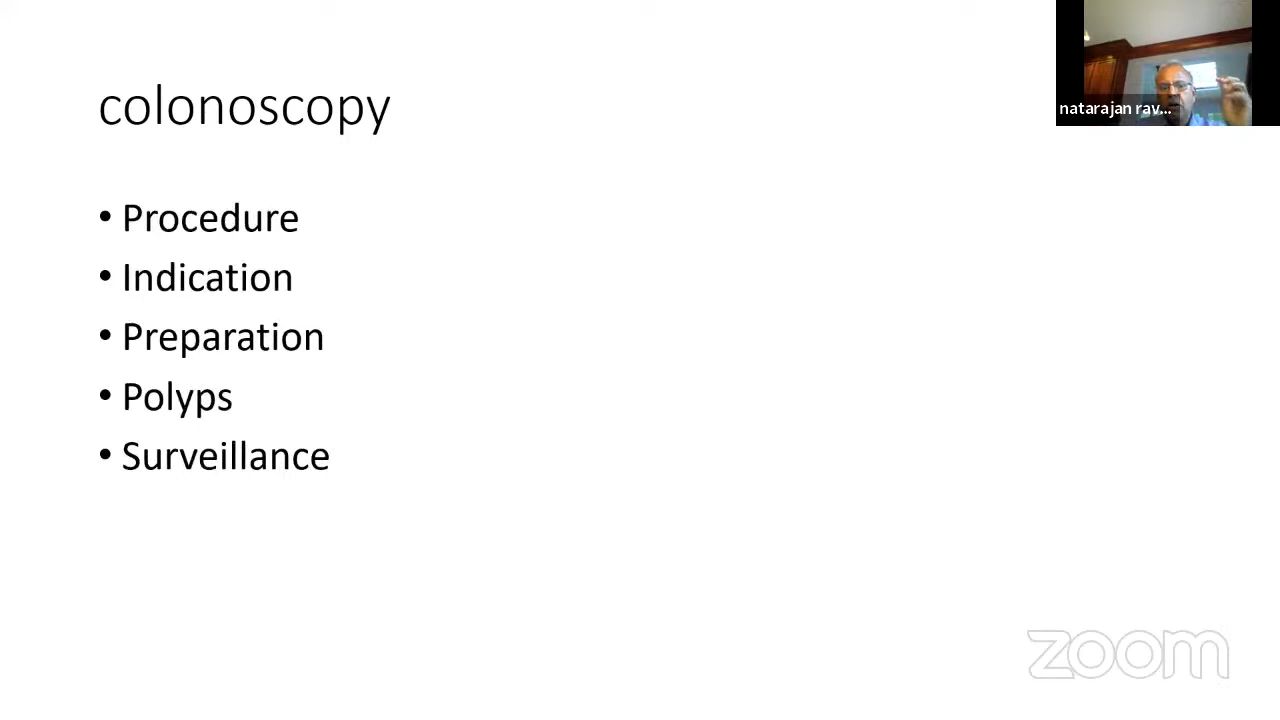 colonoscopy
natarajan rav...
• Procedure
• Indication
• Preparation
• Polyps
• Surveillance
zoom